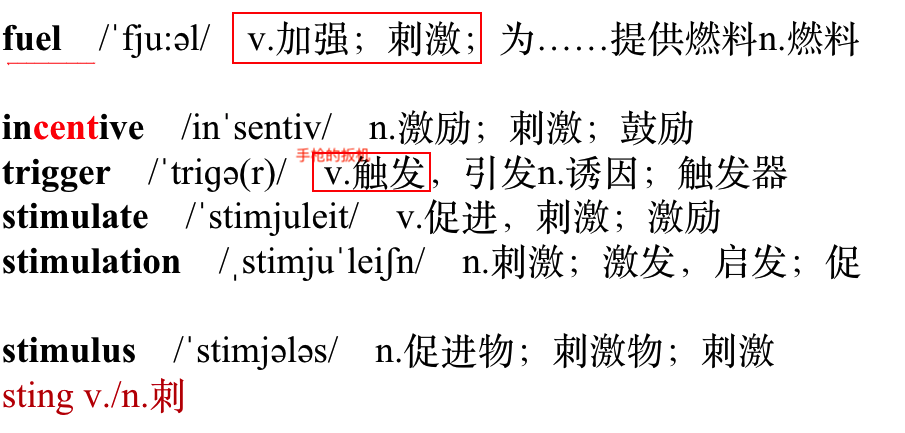 fuel /ˈfju:əl/ v.加强；刺激；为……提供燃料n.燃料
incentive /inˈsentiv/ n.激励；刺激；鼓励
手枪的扳机
trigger /ˈtriɡə(r)/ v.触发，引发n.诱因；触发器
stimulate /ˈstimjuleit/ v.促进，刺激；激励
stimulation /ˌstimjuˈleiʃn/ n.刺激；激发，启发；促
stimulus /ˈstimjələs/ n.促进物；刺激物；刺激
sting v./n.刺